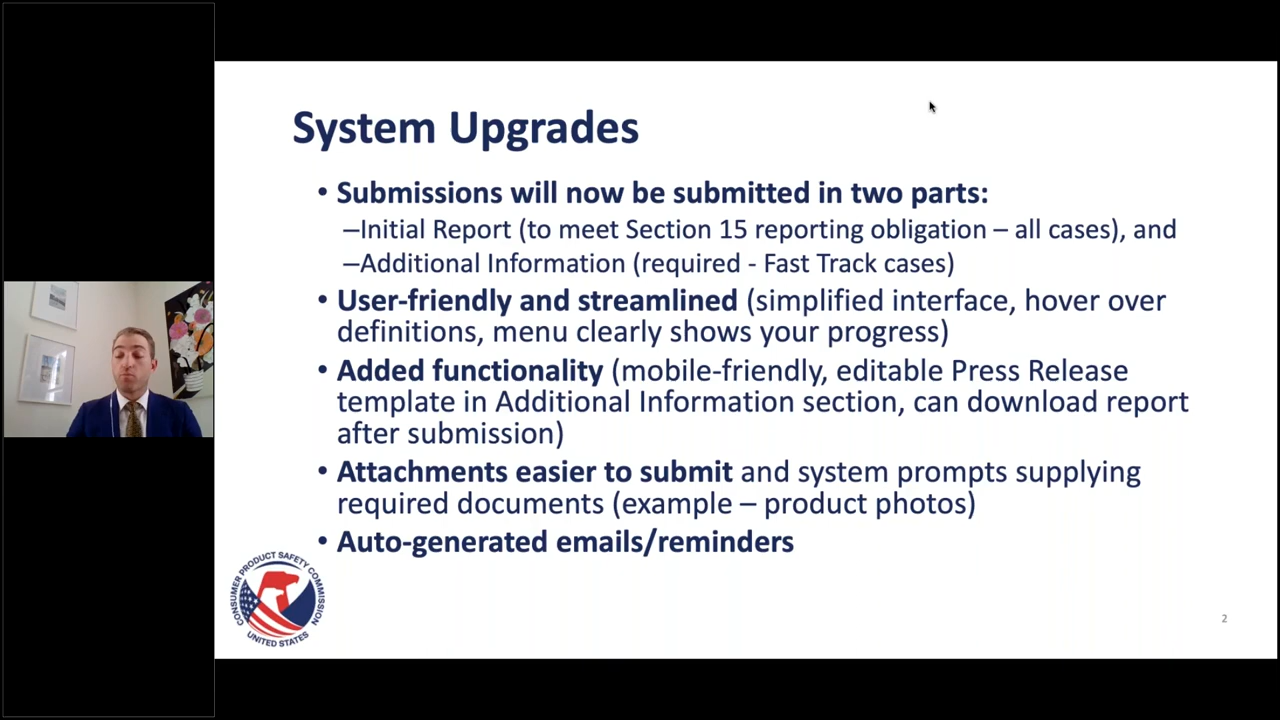 System Upgrades
• Submissions will now be submitted in two parts:
–Initial Report (to meet Section 15 reporting obligation – all cases), and
–Additional Information (required - Fast Track cases)
• User-friendly and streamlined (simplified interface, hover over
definitions, menu clearly shows your progress)
• Added functionality (mobile-friendly, editable Press Release
template in Additional Information section, can download report
after submission)
• Attachments easier to submit and system prompts supplying
required documents (example – product photos)
• Auto-generated emails/reminders
CONSUMER PRODUCT SAFETY COMMISSION
UNITED STATES
2